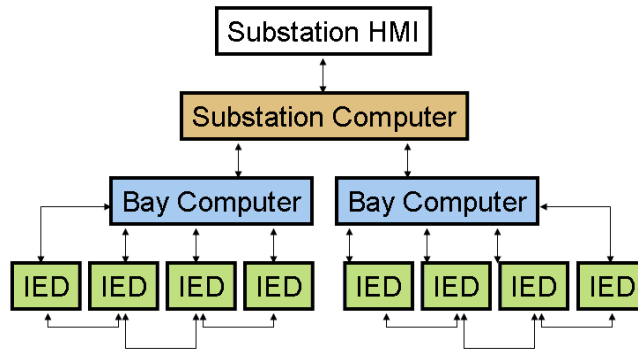 Substation HMI
Substation Computer
Bay Computer
Bay Computer
IED
IED
IED
IED
IED
IED
IED
IED